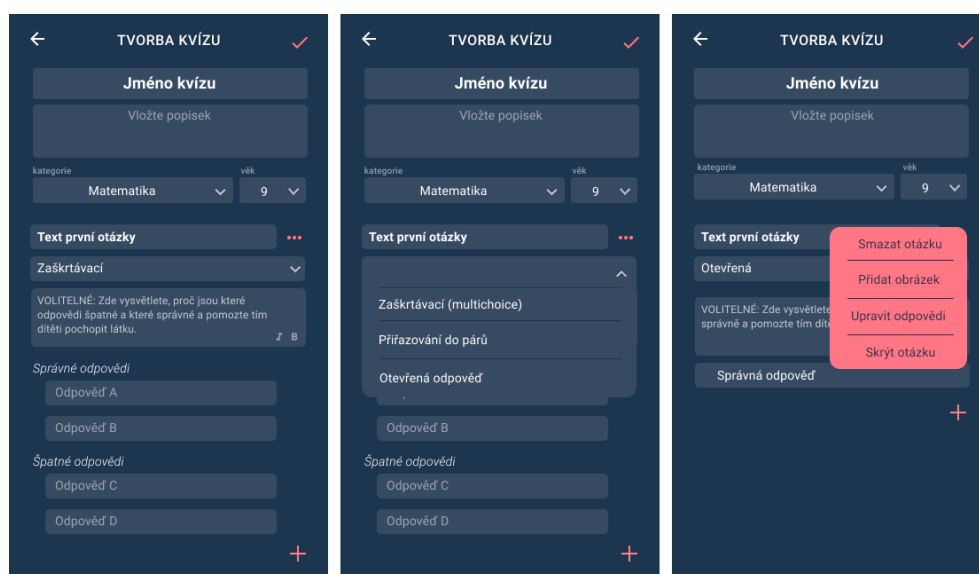 TVORBA KVÍZU
Jméno kvízu
Vložte popisek
kategorie
věk
Matematika
9
Text první otázky
Zaškrtávací
VOLITELNÉ: Zde vysvětlete, proč jsou které
odpovědi špatné a které správné a pomozte tím
dítěti pochopit látku.
I B
Správné odpovědi
Odpověď A
Odpověď B
Špatné odpovědi
Odpověď C
Odpověď D
TVORBA KVÍZU
Jméno kvízu
Vložte popisek
kategorie
věk
Matematika
9
Text první otázky
Zaškrtávací (multichoice)
Přiřazování do párů
Otevřená odpověď
Odpověď B
Špatné odpovědi
Odpověď C
Odpověď D
TVORBA KVÍZU
Jméno kvízu
Vložte popisek
kategorie
věk
Matematika
9
Text první otázky
Otevřená
VOLITELNÉ: Zde vysvětlete
správně a pomozte tím dít
Smazat otázku
Přidat obrázek
Upravit odpovědi
Skrýt otázku
Správná odpověď